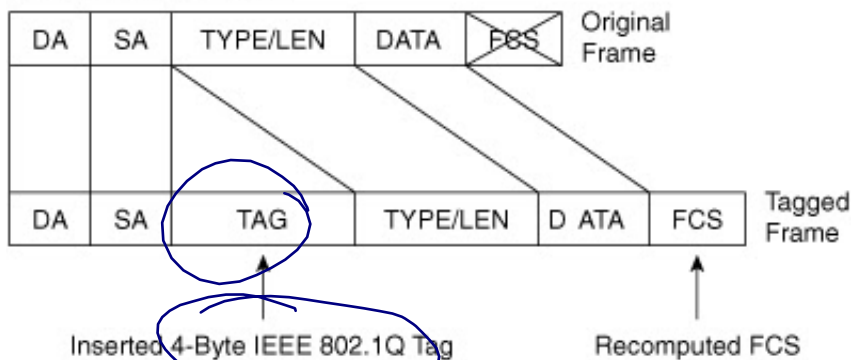 DA SA TYPE/LEN DATA FCS Original
Frame
DA SA TAG TYPE/LEN D ATA FCS Tagged
Frame
Inserted 4-Byte IEEE 802.1Q Tag Recomputed FCS